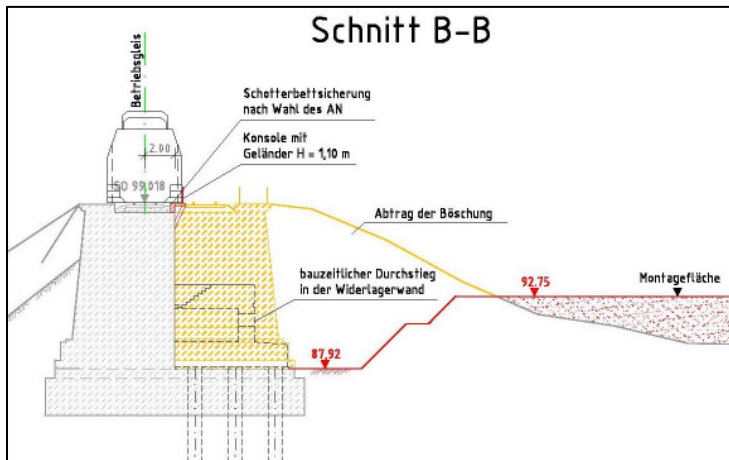 Schnitt B-B
Betriebsgleis
Schotterbettsicherung
nach Wahl des AN
2.00
Konsole mit
Geländer H = 1,10 m
SO 99.018
Abtrag der Böschung
bauzeitlicher Durchstieg
in der Widerlagerwand
92.75
Montagefläche
87.92